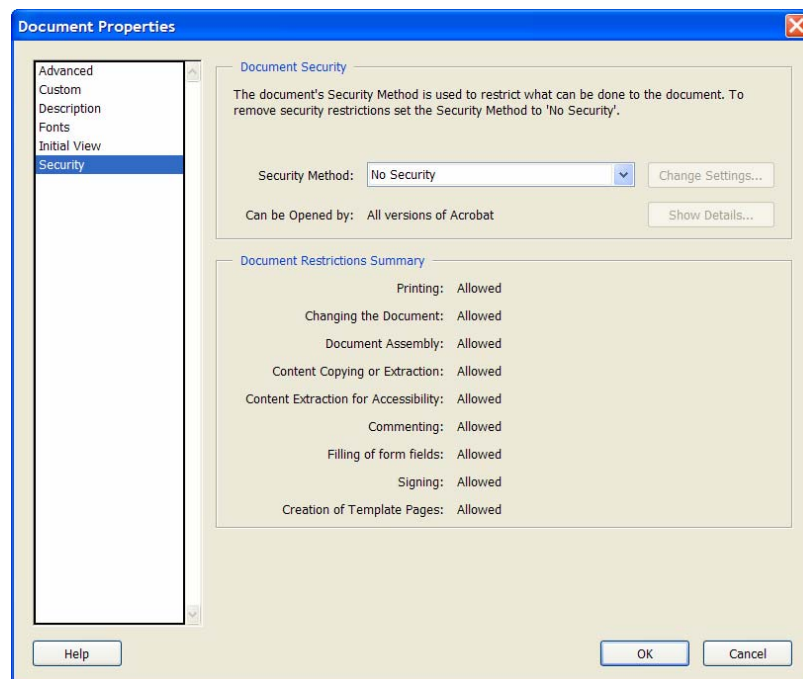 Document Properties
Advanced
Custom
Description
Fonts
Initial View
Security
Document Security
The document's Security Method is used to restrict what can be done to the document. To
remove security restrictions set the Security Method to 'No Security'.
Security Method: No Security Change Settings...
Can be Opened by: All versions of Acrobat Show Details...
Document Restrictions Summary
Printing: Allowed
Changing the Document: Allowed
Document Assembly: Allowed
Content Copying or Extraction: Allowed
Content Extraction for Accessibility: Allowed
Commenting: Allowed
Filling of form fields: Allowed
Signing: Allowed
Creation of Template Pages: Allowed
Help OK Cancel